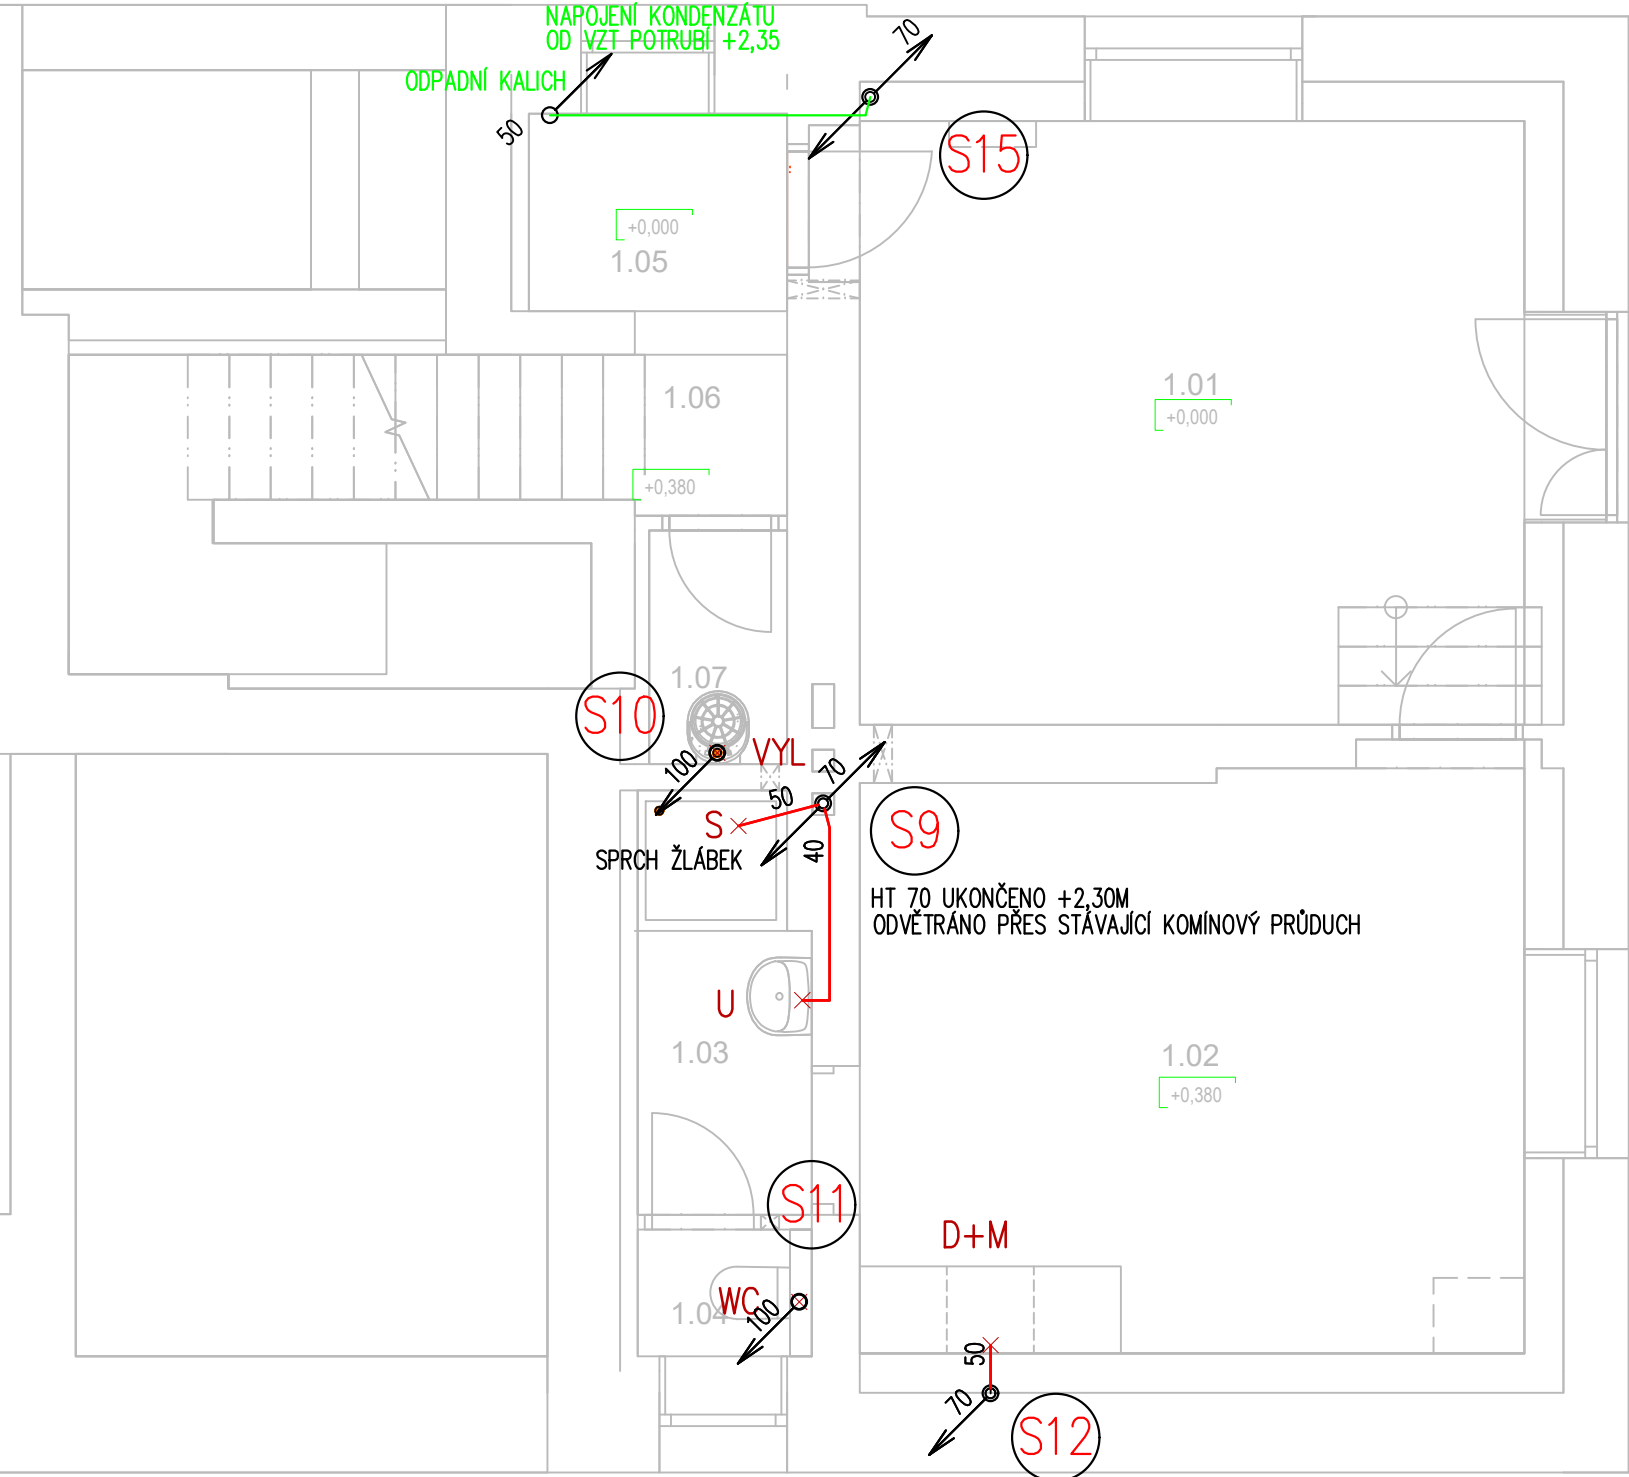 NAPOJENÍ KONDENZÁTU
OD VZT POTRUBÍ +2,35
ODPADNÍ KALICH
50
70
S15
+0,000
1.05
1.06
+0,380
1.01
+0,000
1.07
S10
100
VYL
70
50
S
SPRCH ŽLÁBEK
40
S9
HT 70 UKONČENO +2,30M
ODVĚTRÁNO PŘES STÁVAJÍCÍ KOMÍNOVÝ PRŮDUCH
U
1.03
1.02
+0,380
S11
D+M
WC
1.04
100
50
70
S12